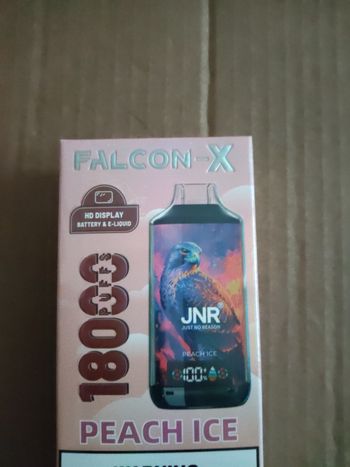 FALCON-X
HD DISPLAY
BATTERY & E-LIQUID
18000
PUFFS
JNR
JUST NO REASON
PEACH ICE
100%
PEACH ICE